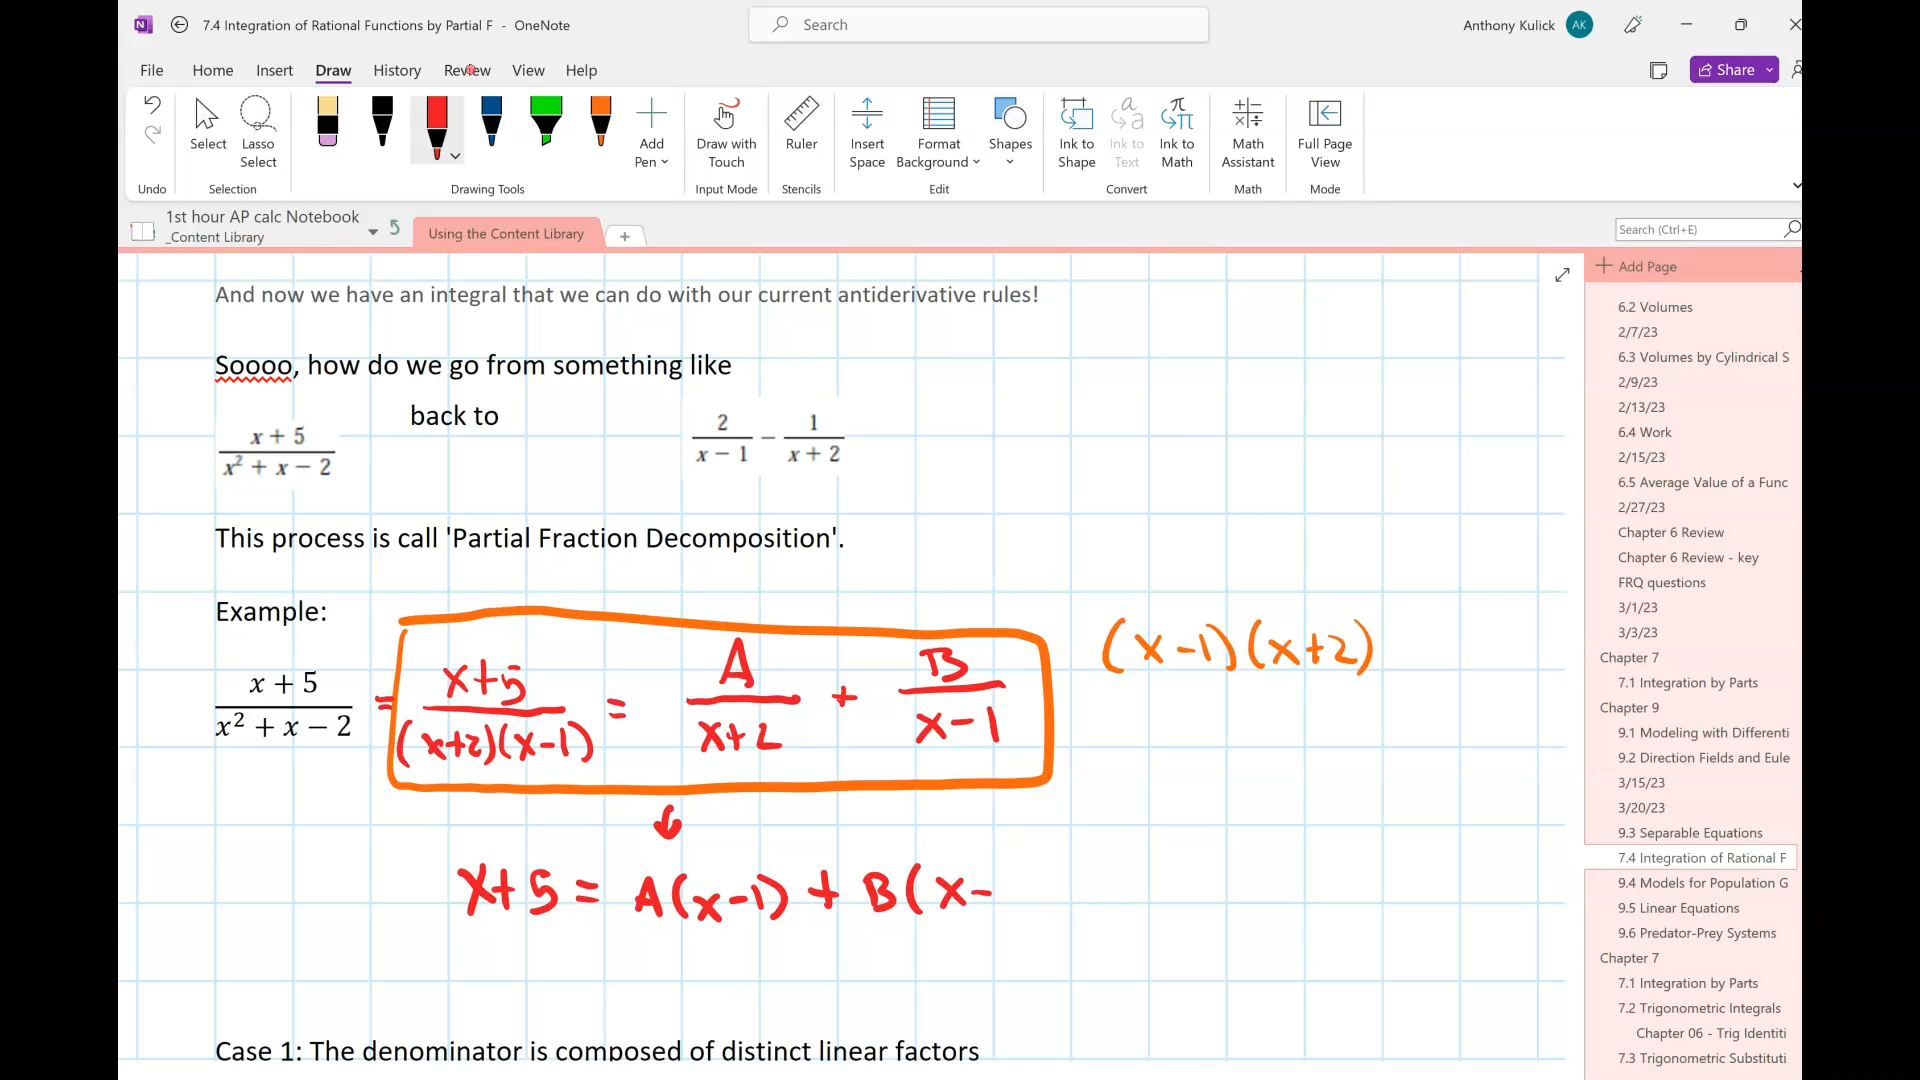 7.4 Integration of Rational Functions by Partial F - OneNote
Search
Anthony Kulick AK
File Home Insert Draw History Review View Help
Share
Undo
Select
Lasso Select
Selection
Drawing Tools
Add Pen
Draw with Touch
Input Mode
Ruler
Stencils
Insert Space
Format Background
Shapes
Edit
Ink to Shape
Ink to Text
Ink to Math
Convert
Math Assistant
Math
Full Page View
Mode
1st hour AP calc Notebook
_Content Library
Using the Content Library
+
Search (Ctrl+E)
And now we have an integral that we can do with our current antiderivative rules!
Soooo, how do we go from something like
x + 5 / x² + x − 2 back to 2 / x − 1 − 1 / x + 2
This process is call 'Partial Fraction Decomposition'.
Example:
x + 5 / x² + x − 2 = x+5 / (x+2)(x-1) = A / x+2 + B / x-1
(x-1)(x+2)
x+5 = A(x-1) + B(x-
Case 1: The denominator is composed of distinct linear factors
Add Page
6.2 Volumes
2/7/23
6.3 Volumes by Cylindrical S
2/9/23
2/13/23
6.4 Work
2/15/23
6.5 Average Value of a Func
2/27/23
Chapter 6 Review
Chapter 6 Review - key
FRQ questions
3/1/23
3/3/23
Chapter 7
7.1 Integration by Parts
Chapter 9
9.1 Modeling with Differenti
9.2 Direction Fields and Eule
3/15/23
3/20/23
9.3 Separable Equations
7.4 Integration of Rational F
9.4 Models for Population G
9.5 Linear Equations
9.6 Predator-Prey Systems
Chapter 7
7.1 Integration by Parts
7.2 Trigonometric Integrals
Chapter 06 - Trig Identiti
7.3 Trigonometric Substituti